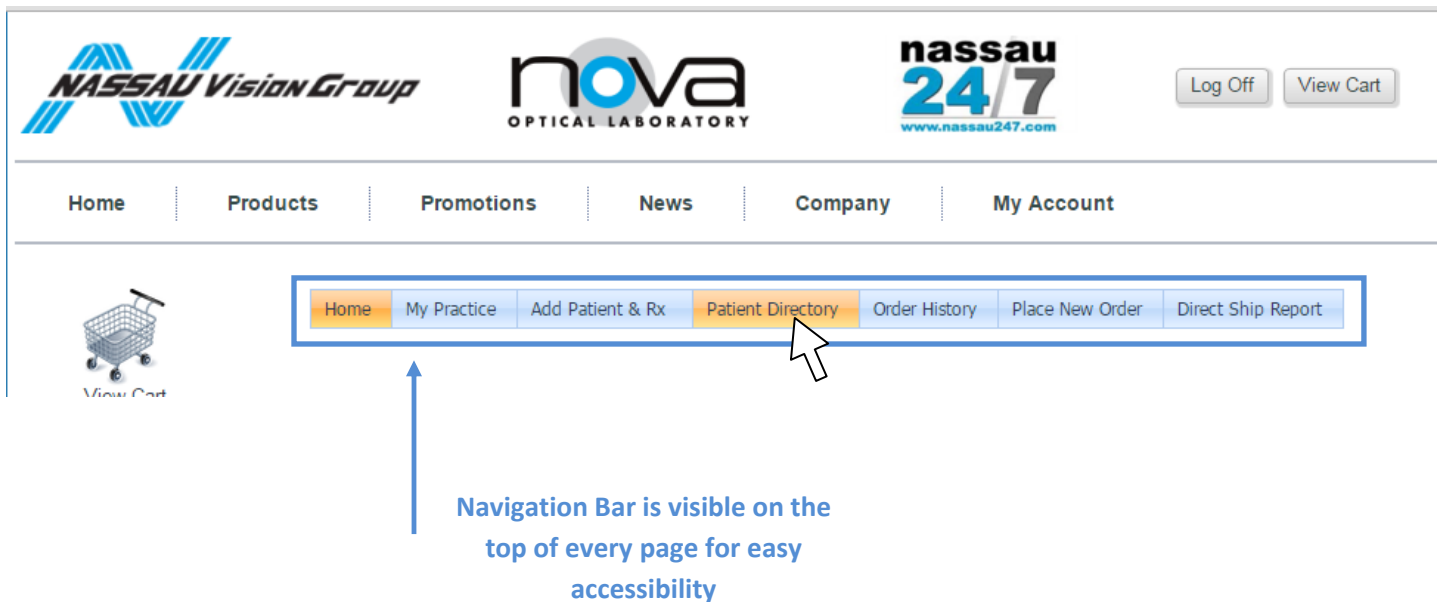 NASSAU Vision Group
nova
OPTICAL LABORATORY
nassau
24/7
www.nassau247.com
Log Off View Cart
Home Products Promotions News Company My Account
Home My Practice Add Patient & Rx Patient Directory Order History Place New Order Direct Ship Report
View Cart
Navigation Bar is visible on the
top of every page for easy
accessibility